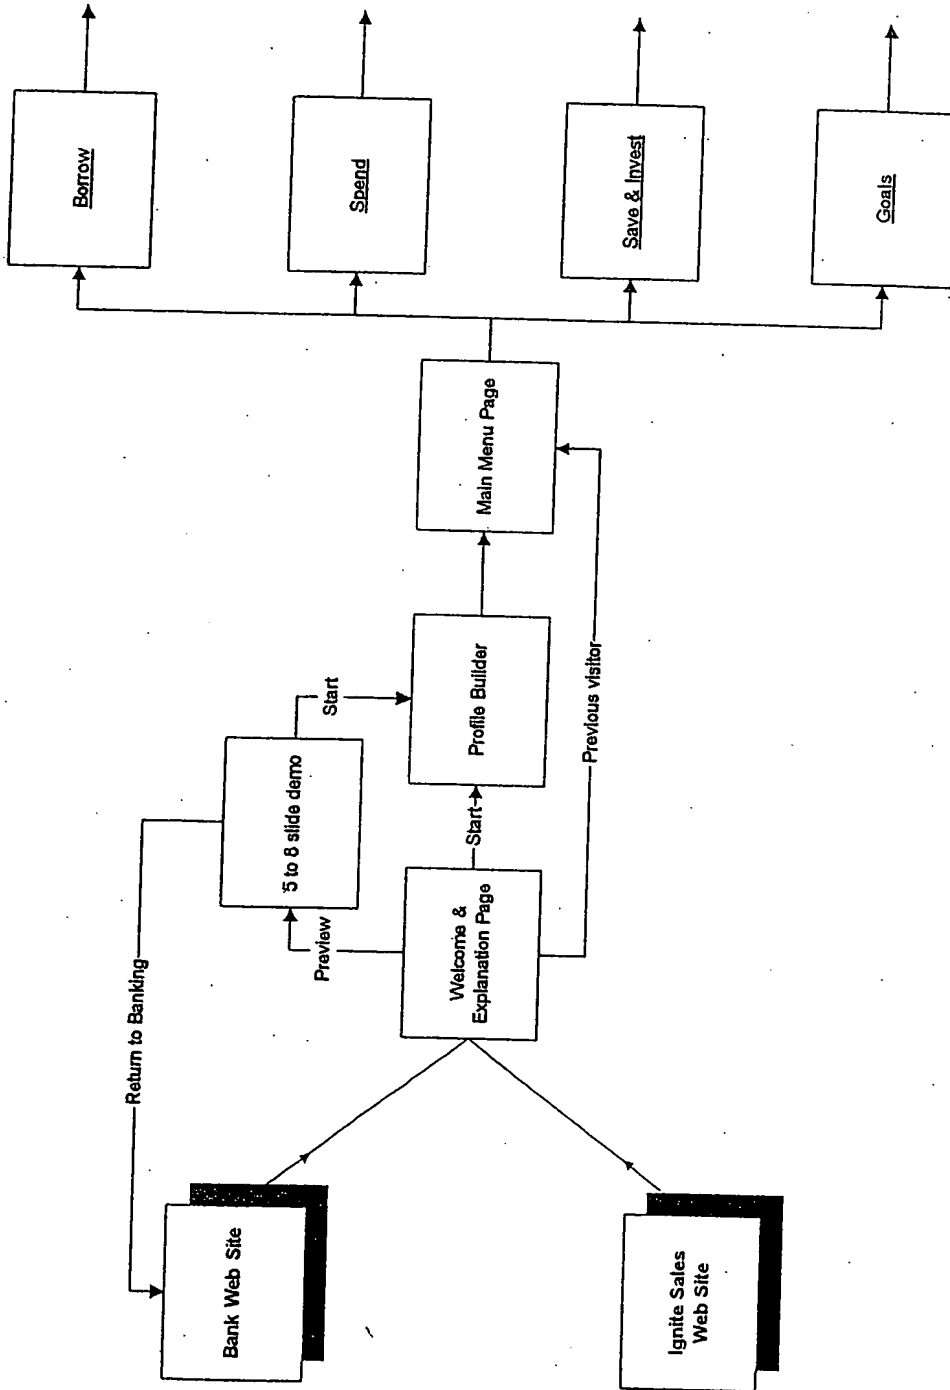 Return to Banking
Bank Web Site
Ignite Sales
Web Site
Preview
Welcome &
Explanation Page
5 to 8 slide demo
Start
Start
Profile Builder
Previous visitor
Main Menu Page
Borrow
Spend
Save & Invest
Goals